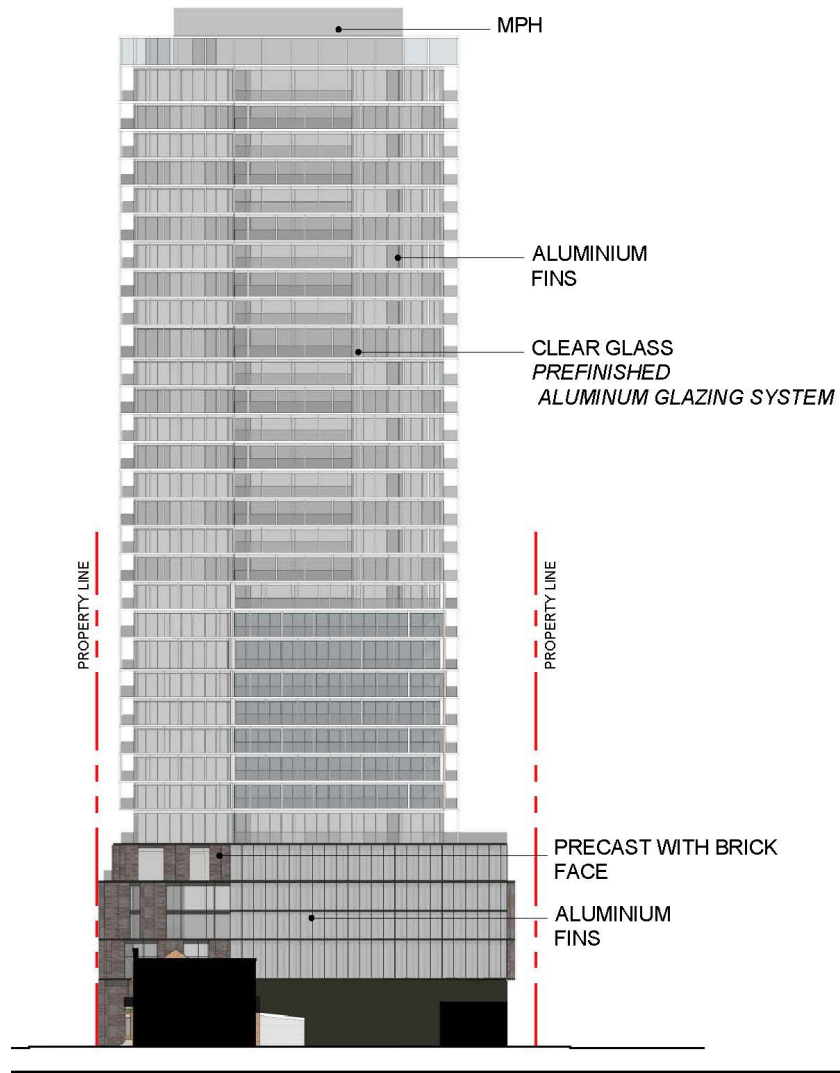 MPH
ALUMINIUM
FINS
CLEAR GLASS
PREFINISHED
ALUMINUM GLAZING SYSTEM
PROPERTY LINE
PROPERTY LINE
PRECAST WITH BRICK
FACE
ALUMINIUM
FINS